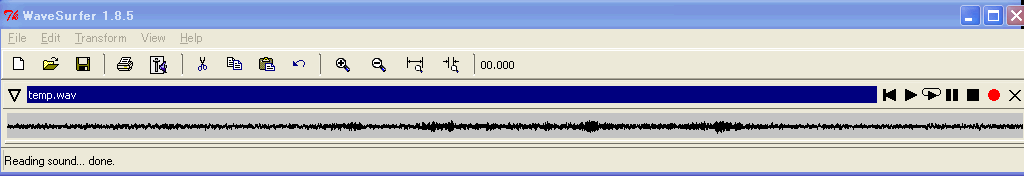 WaveSurfer 1.8.5
File Edit Transform View Help
00.000
temp.wav
Reading sound... done.